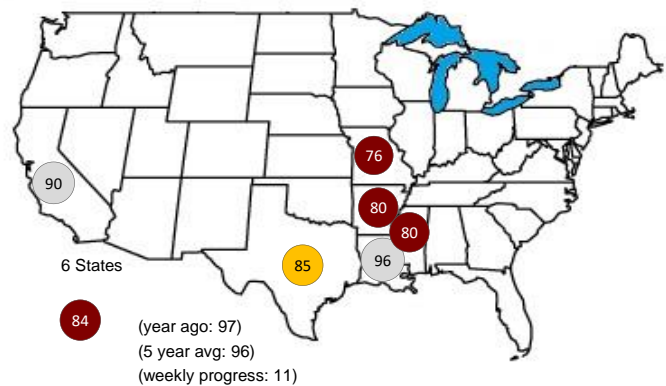 76
90
80
80
96
85
6 States
84
(year ago: 97)
(5 year avg: 96)
(weekly progress: 11)